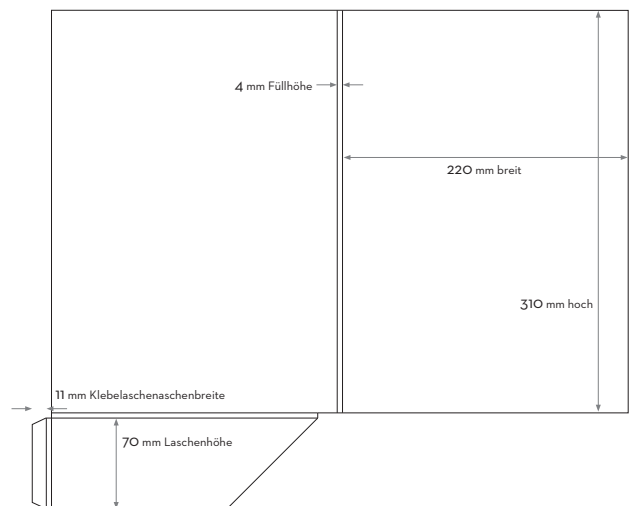 4 mm Füllhöhe
220 mm breit
310 mm hoch
11 mm Klebelaschenaschenbreite
70 mm Laschenhöhe